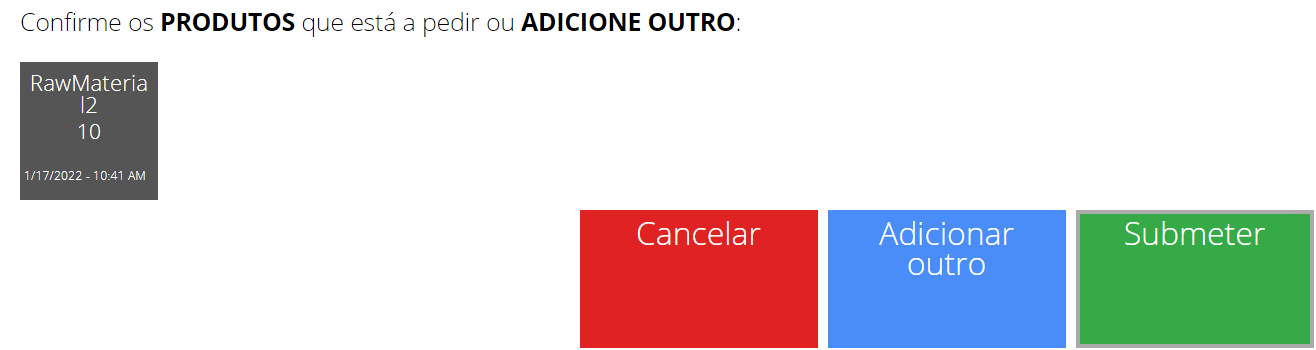 Confirme os PRODUTOS que está a pedir ou ADICIONE OUTRO:
RawMateria
l2
10
1/17/2022 - 10:41 AM
Cancelar
Adicionar
outro
Submeter